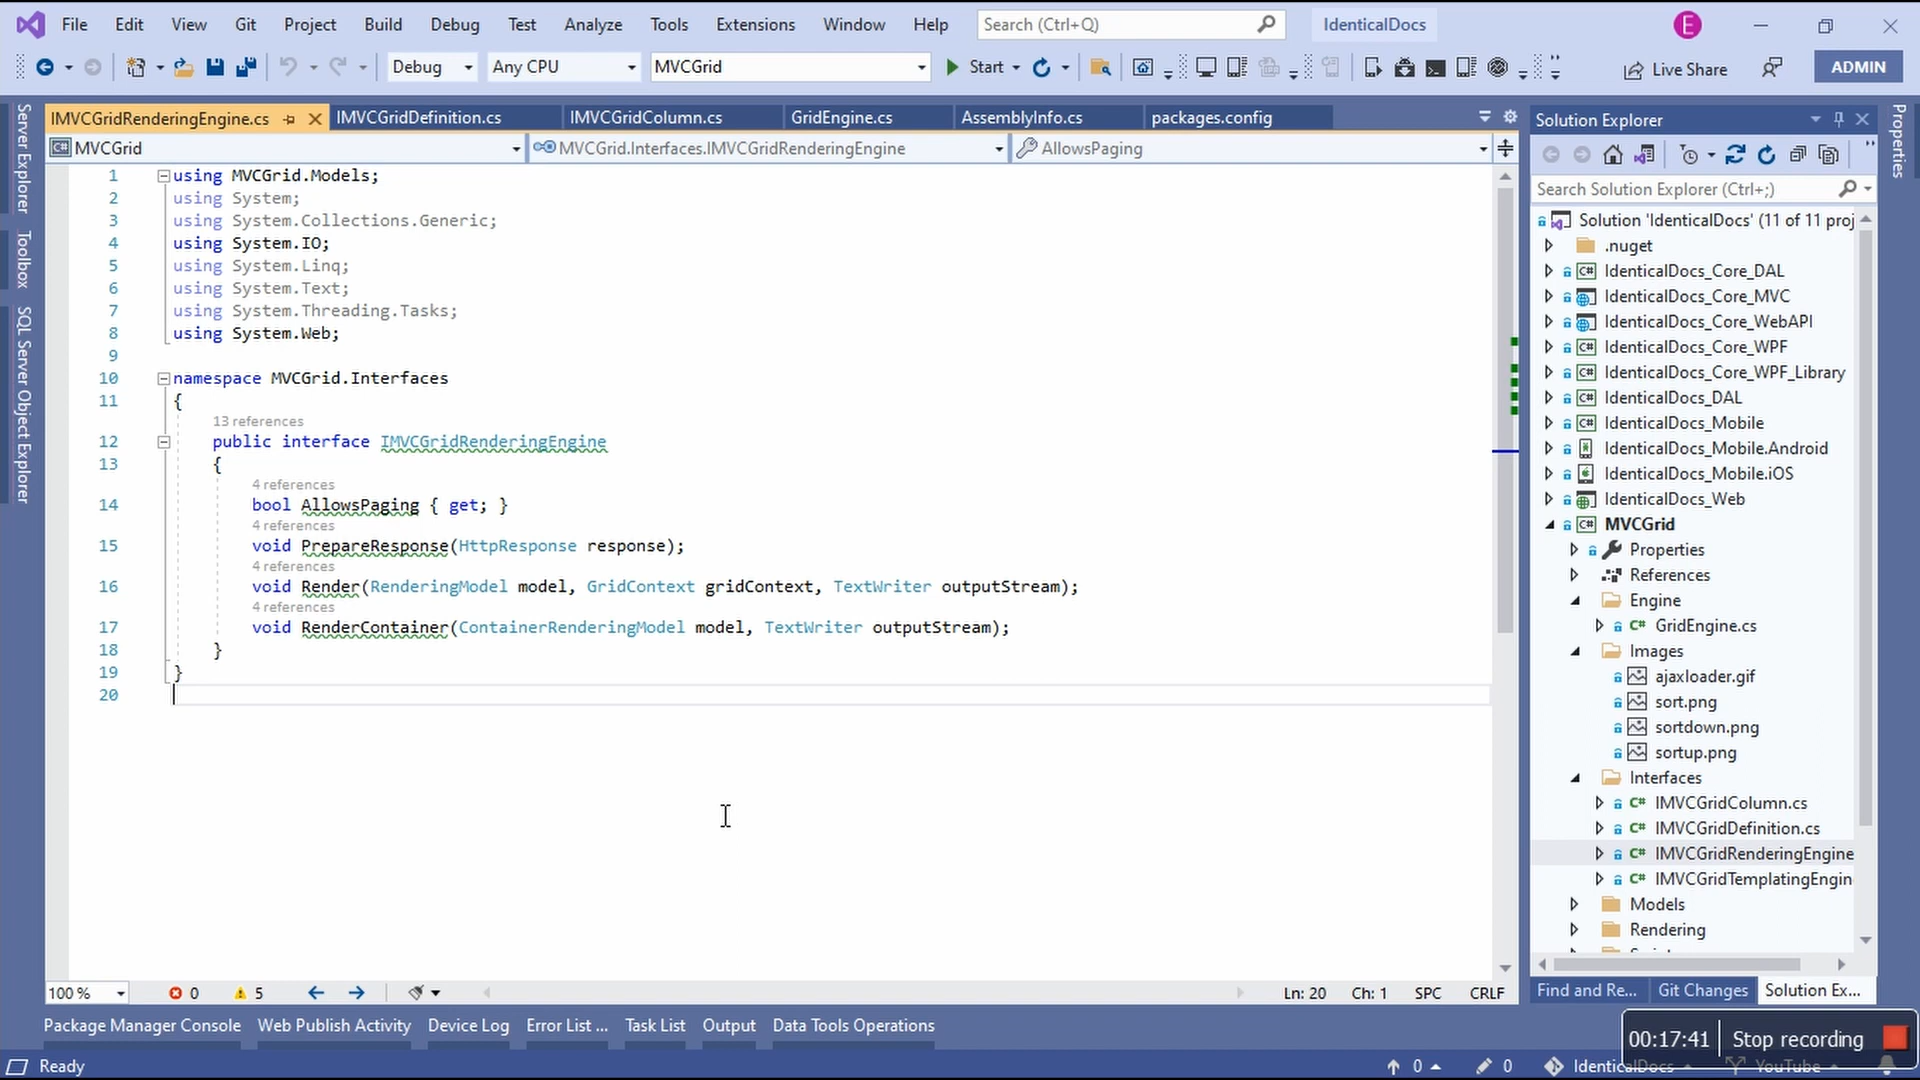 File Edit View Git Project Build Debug Test Analyze Tools Extensions Window Help Search (Ctrl+Q) IdenticalDocs E
Debug Any CPU MVCGrid Start Live Share ADMIN
Server Explorer
Toolbox
SQL Server Object Explorer
IMVCGridRenderingEngine.cs IMVCGridDefinition.cs IMVCGridColumn.cs GridEngine.cs AssemblyInfo.cs packages.config
MVCGrid MVCGrid.Interfaces.IMVCGridRenderingEngine AllowsPaging
1 using MVCGrid.Models;
2 using System;
3 using System.Collections.Generic;
4 using System.IO;
5 using System.Linq;
6 using System.Text;
7 using System.Threading.Tasks;
8 using System.Web;
9
10 namespace MVCGrid.Interfaces
11 {
13 references
12 public interface IMVCGridRenderingEngine
13 {
4 references
14 bool AllowsPaging { get; }
4 references
15 void PrepareResponse(HttpResponse response);
4 references
16 void Render(RenderingModel model, GridContext gridContext, TextWriter outputStream);
4 references
17 void RenderContainer(ContainerRenderingModel model, TextWriter outputStream);
18 }
19 }
20
100 % 0 5 Ln: 20 Ch: 1 SPC CRLF
Solution Explorer
Search Solution Explorer (Ctrl+;)
Solution 'IdenticalDocs' (11 of 11 proj
.nuget
C# IdenticalDocs_Core_DAL
IdenticalDocs_Core_MVC
IdenticalDocs_Core_WebAPI
C# IdenticalDocs_Core_WPF
C# IdenticalDocs_Core_WPF_Library
C# IdenticalDocs_DAL
C# IdenticalDocs_Mobile
IdenticalDocs_Mobile.Android
IdenticalDocs_Mobile.iOS
IdenticalDocs_Web
C# MVCGrid
Properties
References
Engine
C# GridEngine.cs
Images
ajaxloader.gif
sort.png
sortdown.png
sortup.png
Interfaces
C# IMVCGridColumn.cs
C# IMVCGridDefinition.cs
C# IMVCGridRenderingEngine
C# IMVCGridTemplatingEngin
Models
Rendering
Find and Re... Git Changes Solution Ex...
Properties
Package Manager Console Web Publish Activity Device Log Error List ... Task List Output Data Tools Operations
00:17:41 Stop recording
Ready 0 0 IdenticalDocs YouTube